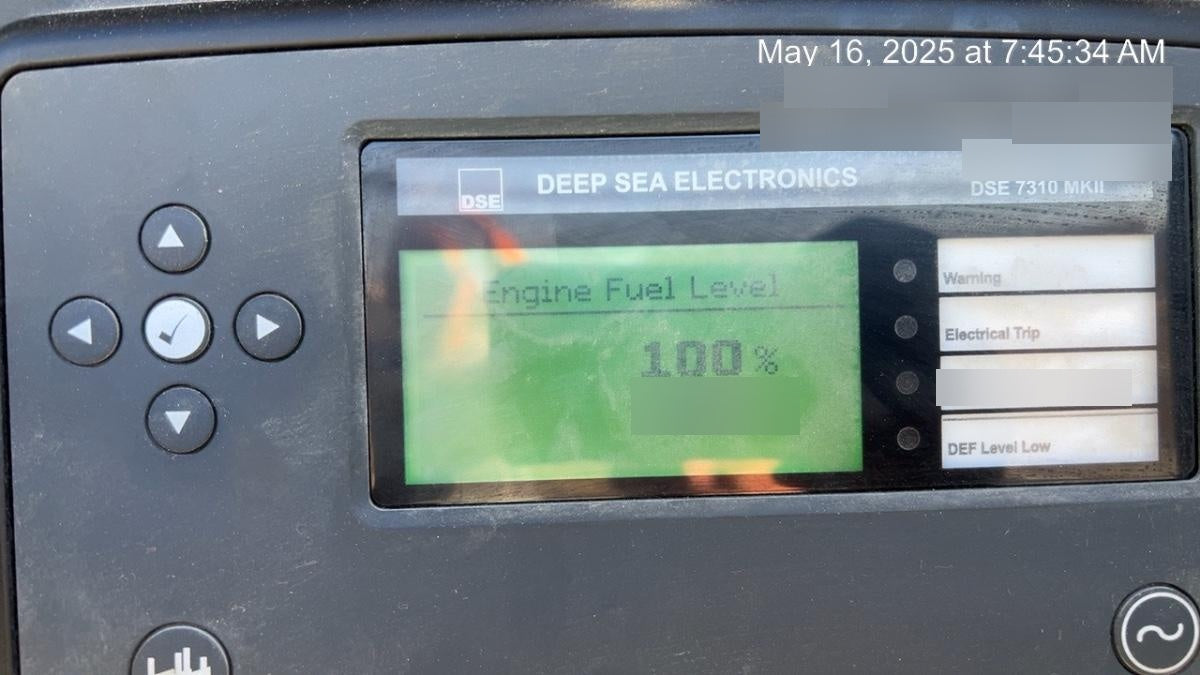 May 16, 2025 at 7:45:34 AM
DSE
DEEP SEA ELECTRONICS
DSE 7310 MKII
Engine Fuel Level
100 %
Warning
Electrical Trip
DEF Level Low